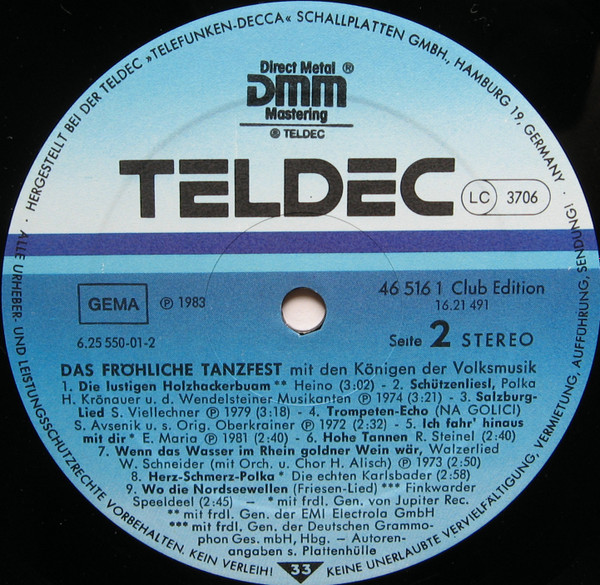 HERGESTELLT BEI DER TELDEC »TELEFUNKEN-DECCA« SCHALLPLATTEN GMBH., HAMBURG 19, GERMANY ·
Direct Metal ®
DMM
Mastering
® TELDEC
TELDEC
LC 3706
GEMA
℗ 1983
46 516 1 Club Edition
16.21 491
6.25 550-01-2
Seite 2 STEREO
DAS FRÖHLICHE TANZFEST mit den Königen der Volksmusik
1. Die lustigen Holzhackerbuam** Heino (3:02) - 2. Schützenliesl, Polka
H. Krönauer u. d. Wendelsteiner Musikanten ℗ 1974 (3:21) - 3. Salzburg-
Lied S. Viellechner ℗ 1979 (3:18) - 4. Trompeten-Echo (NA GOLICI)
S. Avsenik u. s. Orig. Oberkrainer ℗ 1972 (2:32) - 5. Ich fahr' hinaus
mit dir* E. Maria ℗ 1981 (2:40) - 6. Hohe Tannen R. Steinel (2:40)
7. Wenn das Wasser im Rhein goldner Wein wär, Walzerlied
W. Schneider (mit Orch. u. Chor H. Alisch) ℗ 1973 (2:50)
8. Herz-Schmerz-Polka* Die echten Karlsbader (2:58)
9. Wo die Nordseewellen (Friesen-Lied)*** Finkwarder
Speeldeel (2:45) - * mit frdl. Gen. von Jupiter Rec.
** mit frdl. Gen. der EMI Electrola GmbH
*** mit frdl. Gen. der Deutschen Grammo-
phon Ges. mbH, Hbg. - Autoren-
angaben s. Plattenhülle
33
ALLE URHEBER- UND LEISTUNGSSCHUTZRECHTE VORBEHALTEN. KEIN VERLEIH! KEINE UNERLAUBTE VERVIELFÄLTIGUNG, VERMIETUNG, AUFFÜHRUNG, SENDUNG! ·